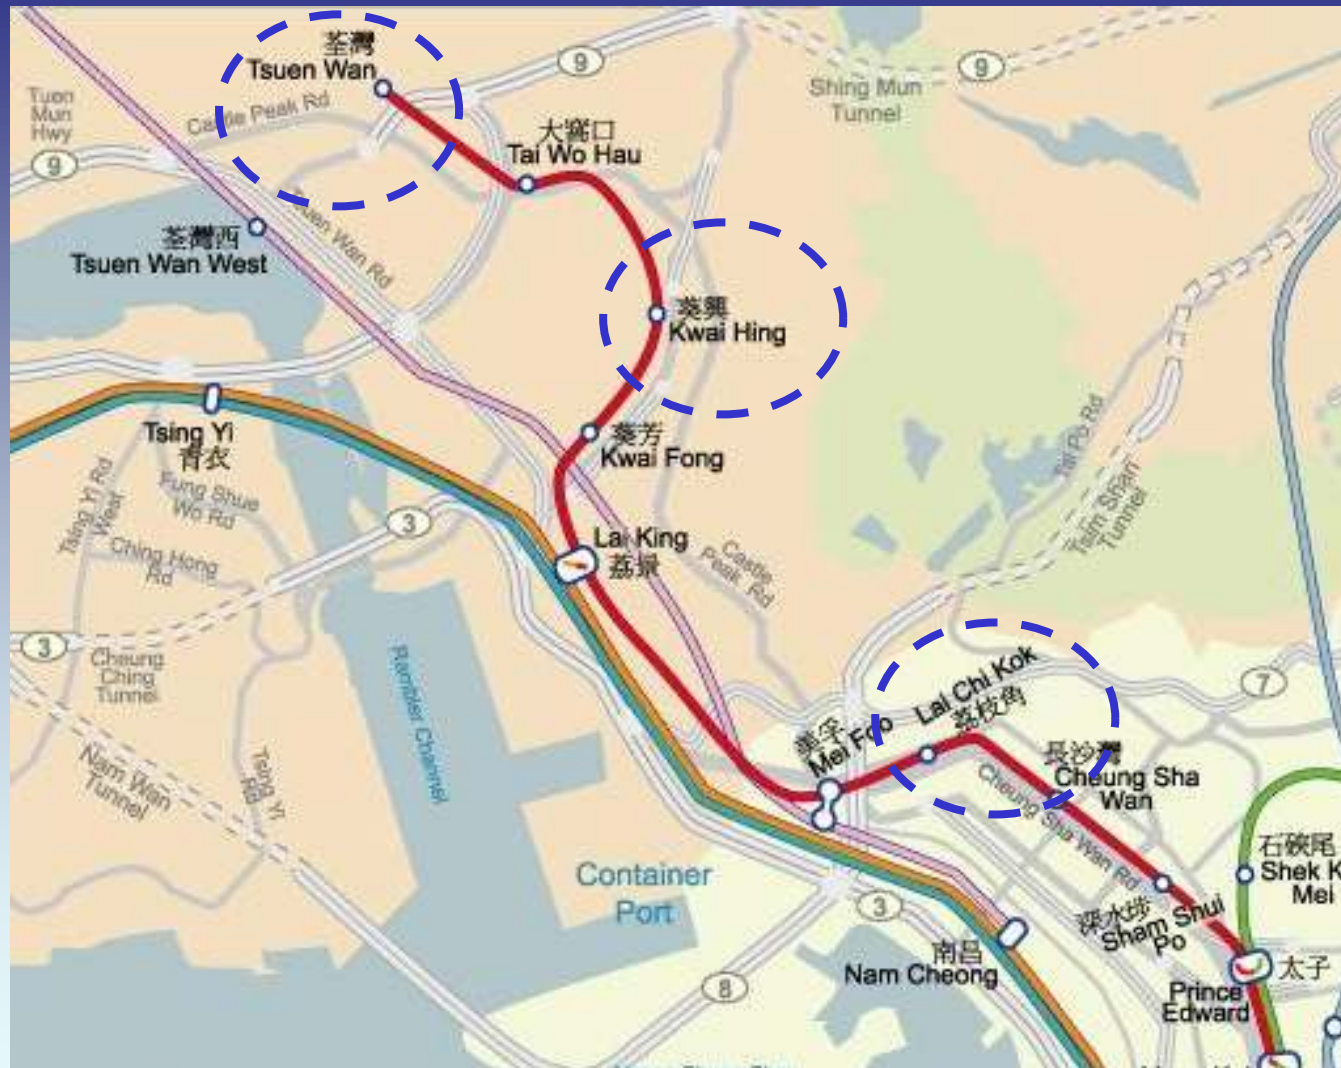 荃灣
Tsuen Wan
9
9
Castle Peak Rd
Tuen
Mun
Hwy
9
Shing Mun
Tunnel
大窩口
Tai Wo Hau
Tsuen Wan Rd
荃灣西
Tsuen Wan West
葵興
Kwai Hing
Tsing Yi
青衣
葵芳
Kwai Fong
Tai Po Rd
Tsing Yi Rd
West
Fung Shue
Wo Rd
Tsim Shan
Tunnel
3
Ching Hong
Rd
Lai King
荔景
Castle
Peak Rd
3
Cheung
Ching
Tunnel
Rambler Channel
7
Lai Chi Kok
荔枝角
美孚
Mei Foo
Nam Wan
Tunnel
Tsing Yi
Rd
長沙灣
Cheung Sha
Wan
Cheung Sha Wan Rd
石硤尾
Shek K
Mei
Container
Port
3
深水埗
Sham Shui
Po
南昌
Nam Cheong
太子
Prince
Edward
8